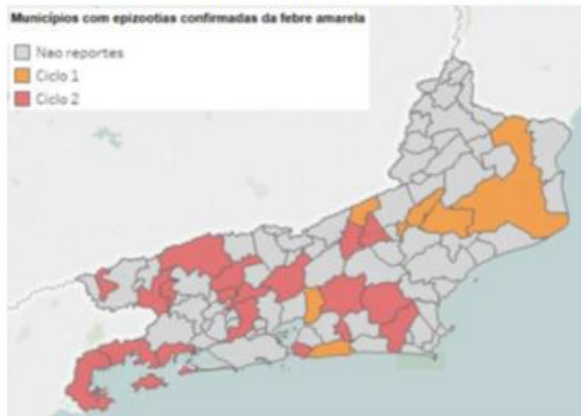 Municípios com epizootias confirmadas da febre amarela
Nao reportes
Ciclo 1
Ciclo 2